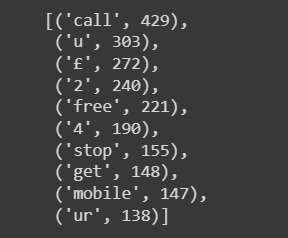 [('call', 429),
('u', 303),
('£', 272),
('2', 240),
('free', 221),
('4', 190),
('stop', 155),
('get', 148),
('mobile', 147),
('ur', 138)]